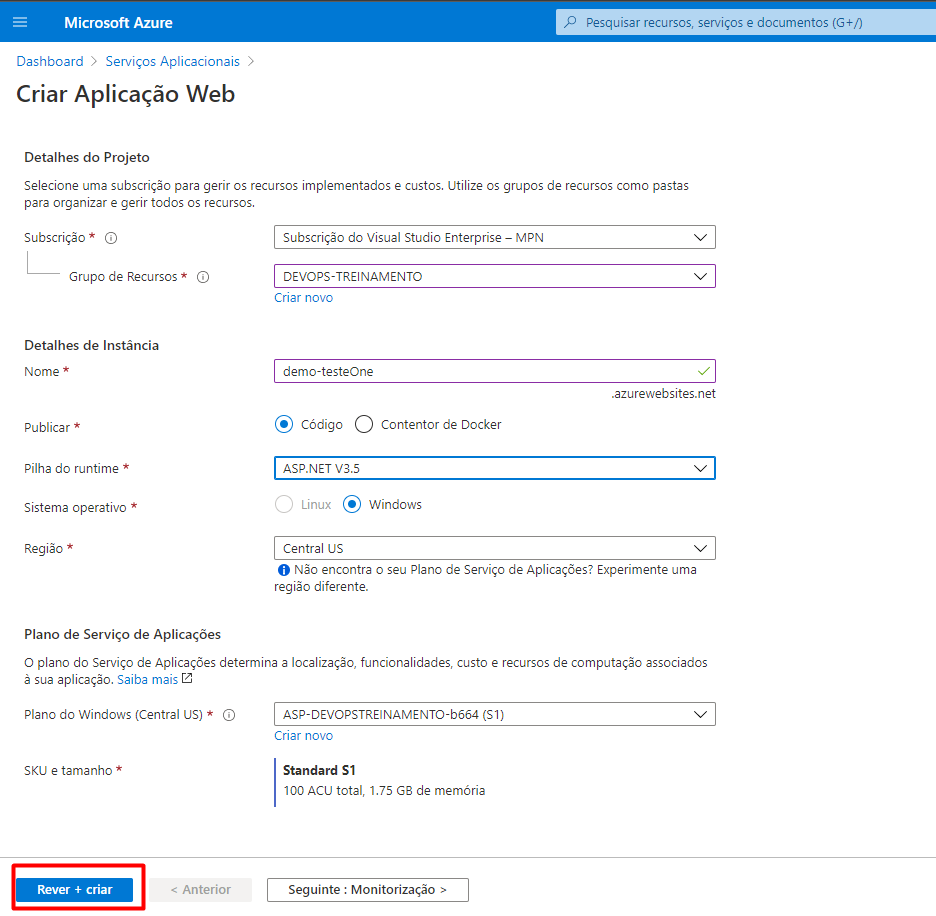 Microsoft Azure
Pesquisar recursos, serviços e documentos (G+/)
Dashboard > Serviços Aplicacionais >
Criar Aplicação Web
Detalhes do Projeto
Selecione uma subscrição para gerir os recursos implementados e custos. Utilize os grupos de recursos como pastas
para organizar e gerir todos os recursos.
Subscrição *
Subscrição do Visual Studio Enterprise – MPN
Grupo de Recursos *
DEVOPS-TREINAMENTO
Criar novo
Detalhes de Instância
Nome *
demo-testeOne
.azurewebsites.net
Publicar *
Código
Contentor de Docker
Pilha do runtime *
ASP.NET V3.5
Sistema operativo *
Linux
Windows
Região *
Central US
Não encontra o seu Plano de Serviço de Aplicações? Experimente uma
região diferente.
Plano de Serviço de Aplicações
O plano do Serviço de Aplicações determina a localização, funcionalidades, custo e recursos de computação associados
à sua aplicação. Saiba mais
Plano do Windows (Central US) *
ASP-DEVOPSTREINAMENTO-b664 (S1)
Criar novo
SKU e tamanho *
Standard S1
100 ACU total, 1.75 GB de memória
Rever + criar
< Anterior
Seguinte : Monitorização >